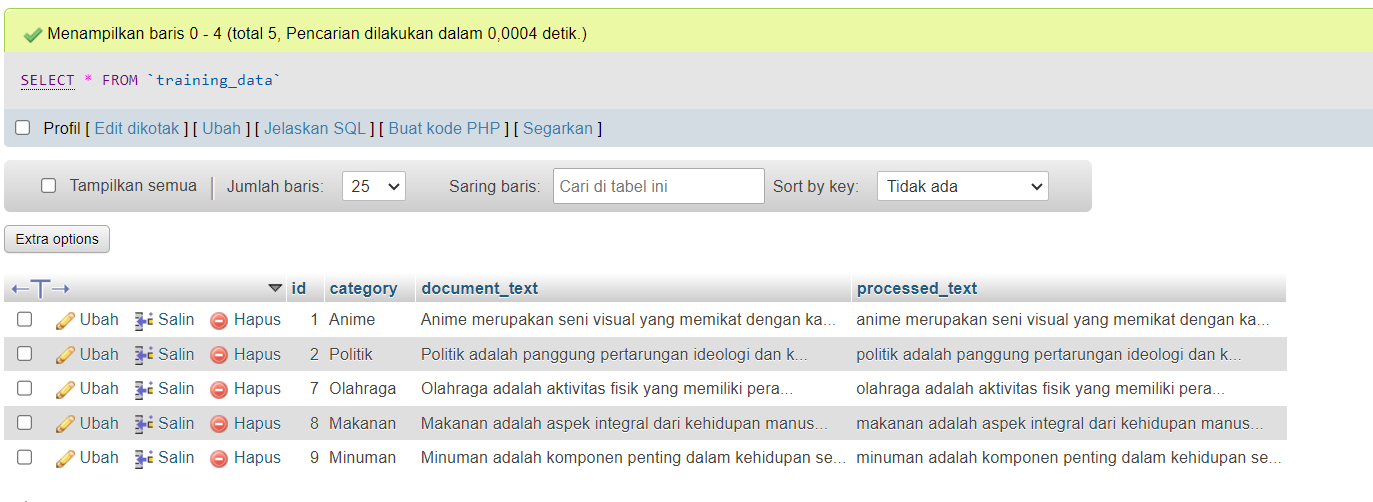 Menampilkan baris 0 - 4 (total 5, Pencarian dilakukan dalam 0,0004 detik.)
SELECT * FROM `training_data`
Profil [ Edit dikotak ] [ Ubah ] [ Jelaskan SQL ] [ Buat kode PHP ] [ Segarkan ]
Tampilkan semua | Jumlah baris: 25 Saring baris: Cari di tabel ini Sort by key: Tidak ada
Extra options
←T→ id category document_text processed_text
Ubah Salin Hapus 1 Anime Anime merupakan seni visual yang memikat dengan ka... anime merupakan seni visual yang memikat dengan ka...
Ubah Salin Hapus 2 Politik Politik adalah panggung pertarungan ideologi dan k... politik adalah panggung pertarungan ideologi dan k...
Ubah Salin Hapus 7 Olahraga Olahraga adalah aktivitas fisik yang memiliki pera... olahraga adalah aktivitas fisik yang memiliki pera...
Ubah Salin Hapus 8 Makanan Makanan adalah aspek integral dari kehidupan manus... makanan adalah aspek integral dari kehidupan manus...
Ubah Salin Hapus 9 Minuman Minuman adalah komponen penting dalam kehidupan se... minuman adalah komponen penting dalam kehidupan se...